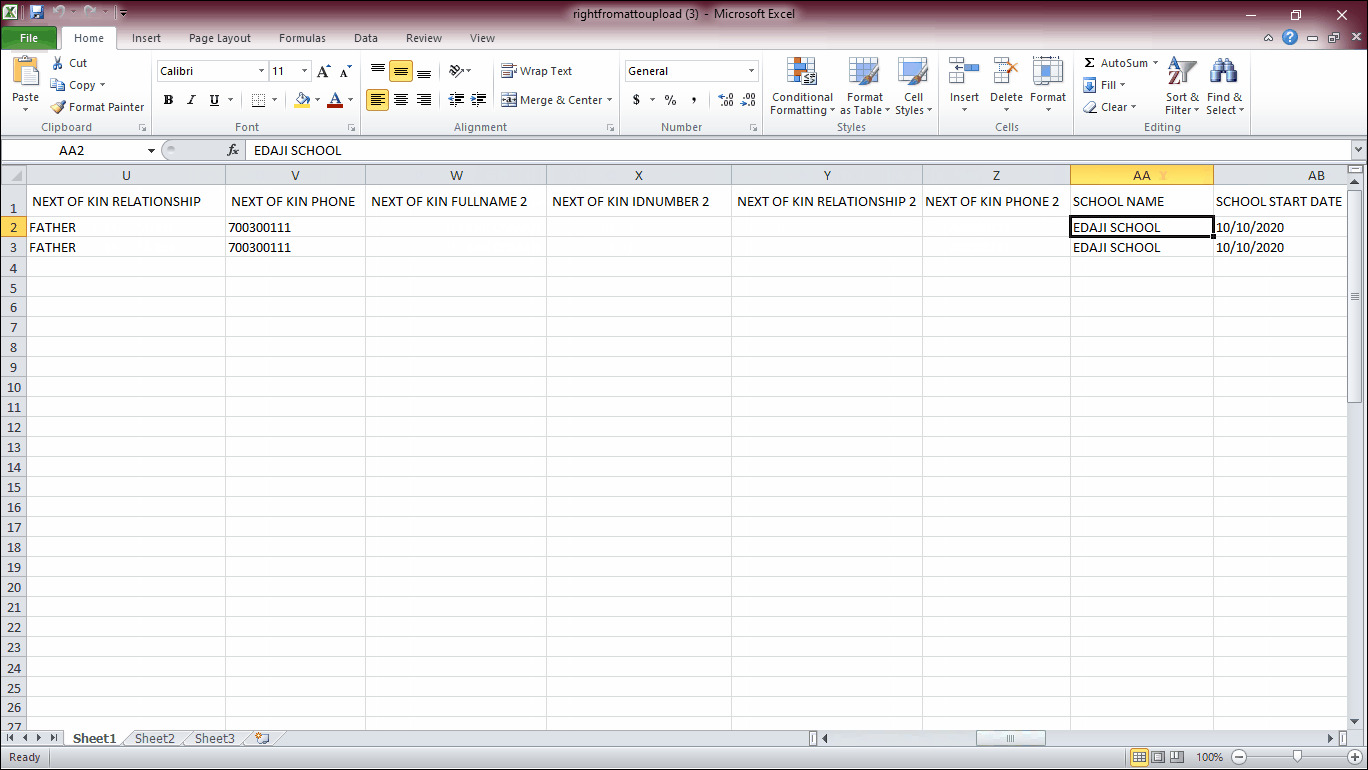 rightfromattoupload (3) - Microsoft Excel
File Home Insert Page Layout Formulas Data Review View
Paste
Cut
Copy
Format Painter
Clipboard
Calibri 11
B I U
Font
Wrap Text
Merge & Center
Alignment
General
$ % ,
Number
Conditional Formatting
Format as Table
Cell Styles
Styles
Insert Delete Format
Cells
Σ AutoSum
Fill
Clear
Sort & Filter
Find & Select
Editing
AA2 fx EDAJI SCHOOL
U V W X Y Z AA AB
1 NEXT OF KIN RELATIONSHIP NEXT OF KIN PHONE NEXT OF KIN FULLNAME 2 NEXT OF KIN IDNUMBER 2 NEXT OF KIN RELATIONSHIP 2 NEXT OF KIN PHONE 2 SCHOOL NAME SCHOOL START DATE
2 FATHER 700300111 EDAJI SCHOOL 10/10/2020
3 FATHER 700300111 EDAJI SCHOOL 10/10/2020
4
5
6
7
8
9
10
11
12
13
14
15
16
17
18
19
20
21
22
23
24
25
26
27
Sheet1 Sheet2 Sheet3
Ready 100%